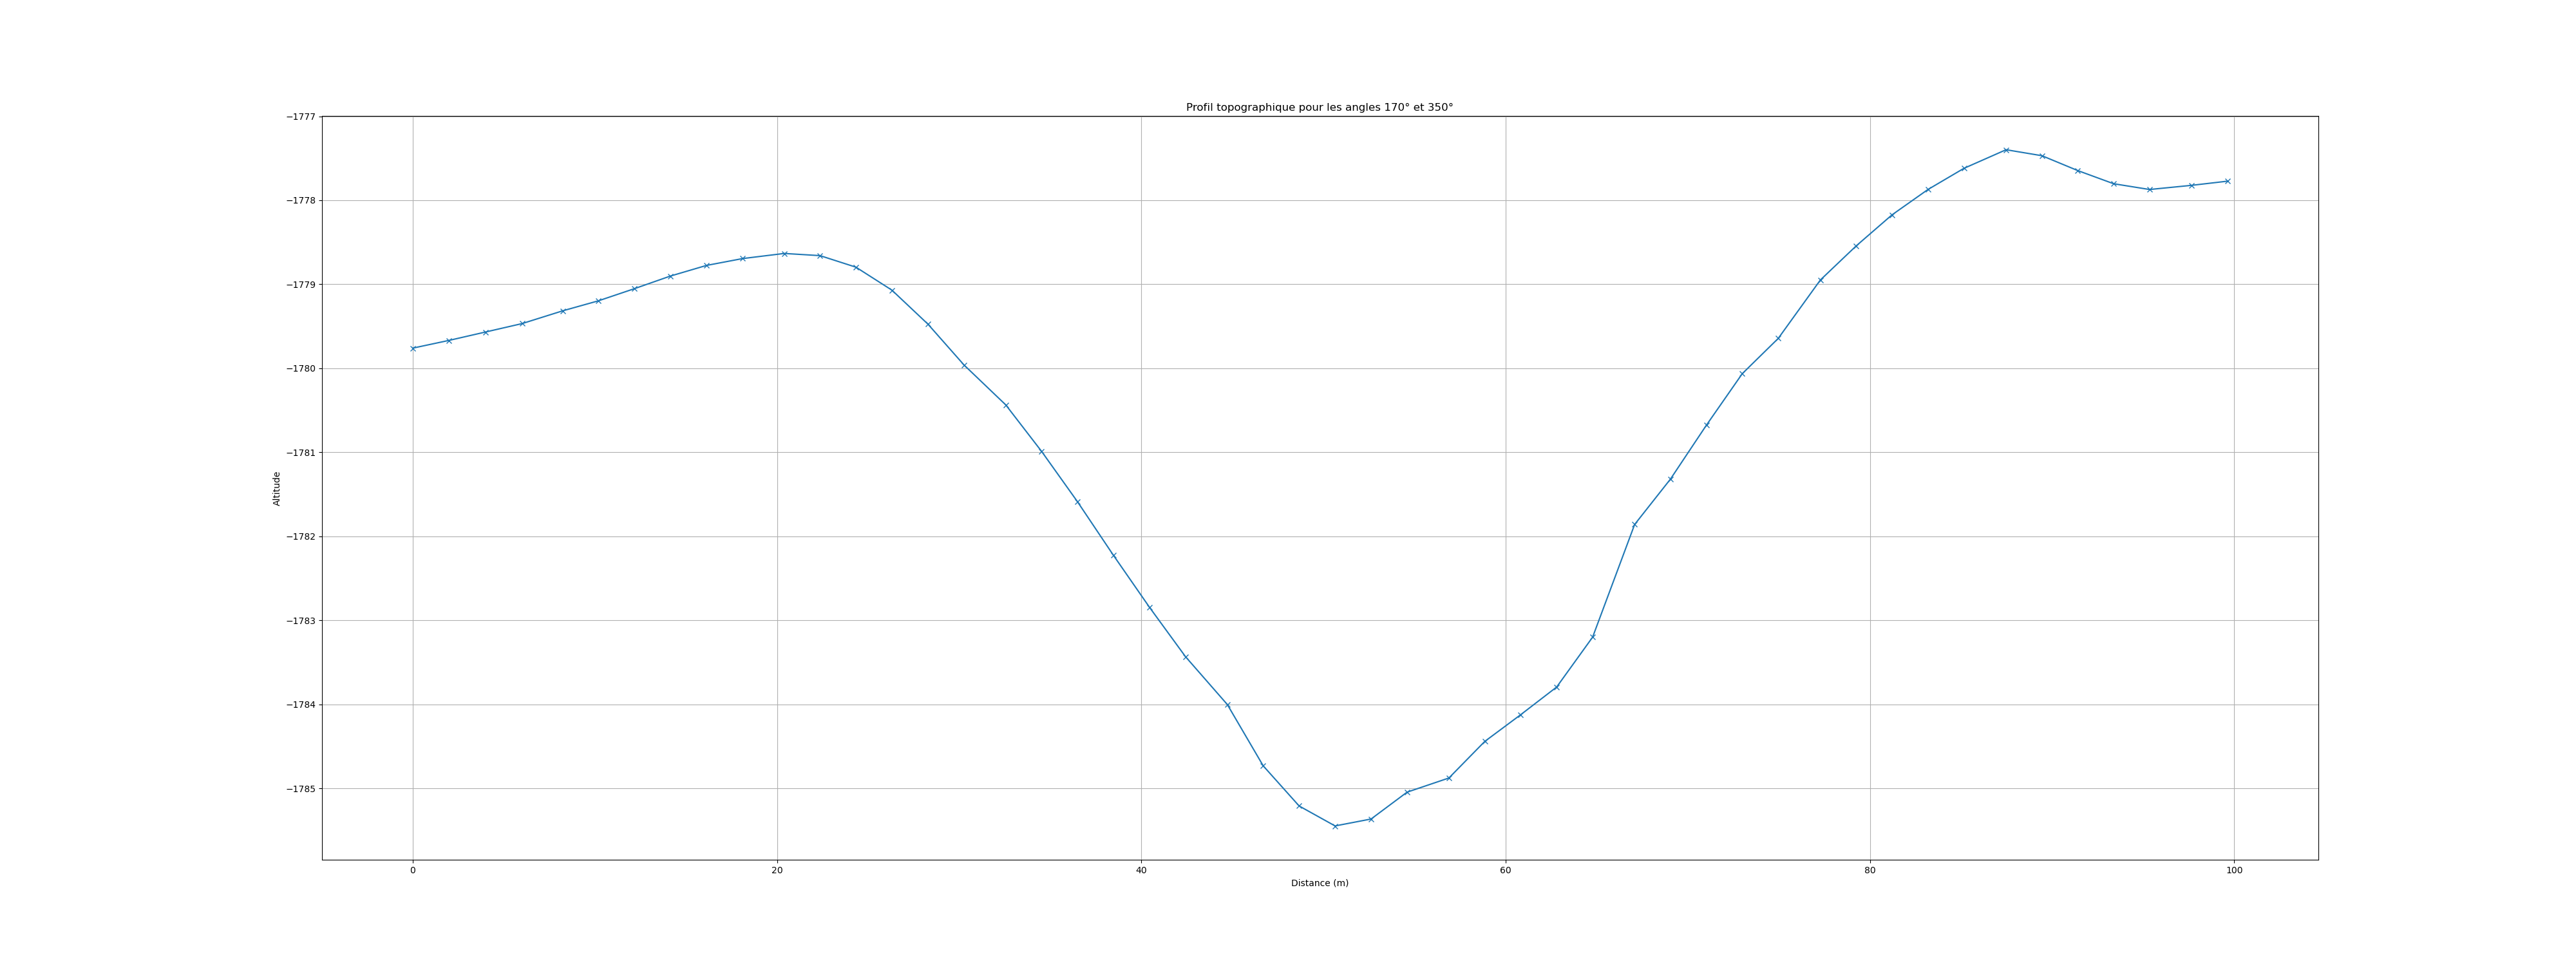 Profil topographique pour les angles 170° et 350°
Altitude
−1777
−1778
−1779
−1780
−1781
−1782
−1783
−1784
−1785
0 20 40 60 80 100
Distance (m)